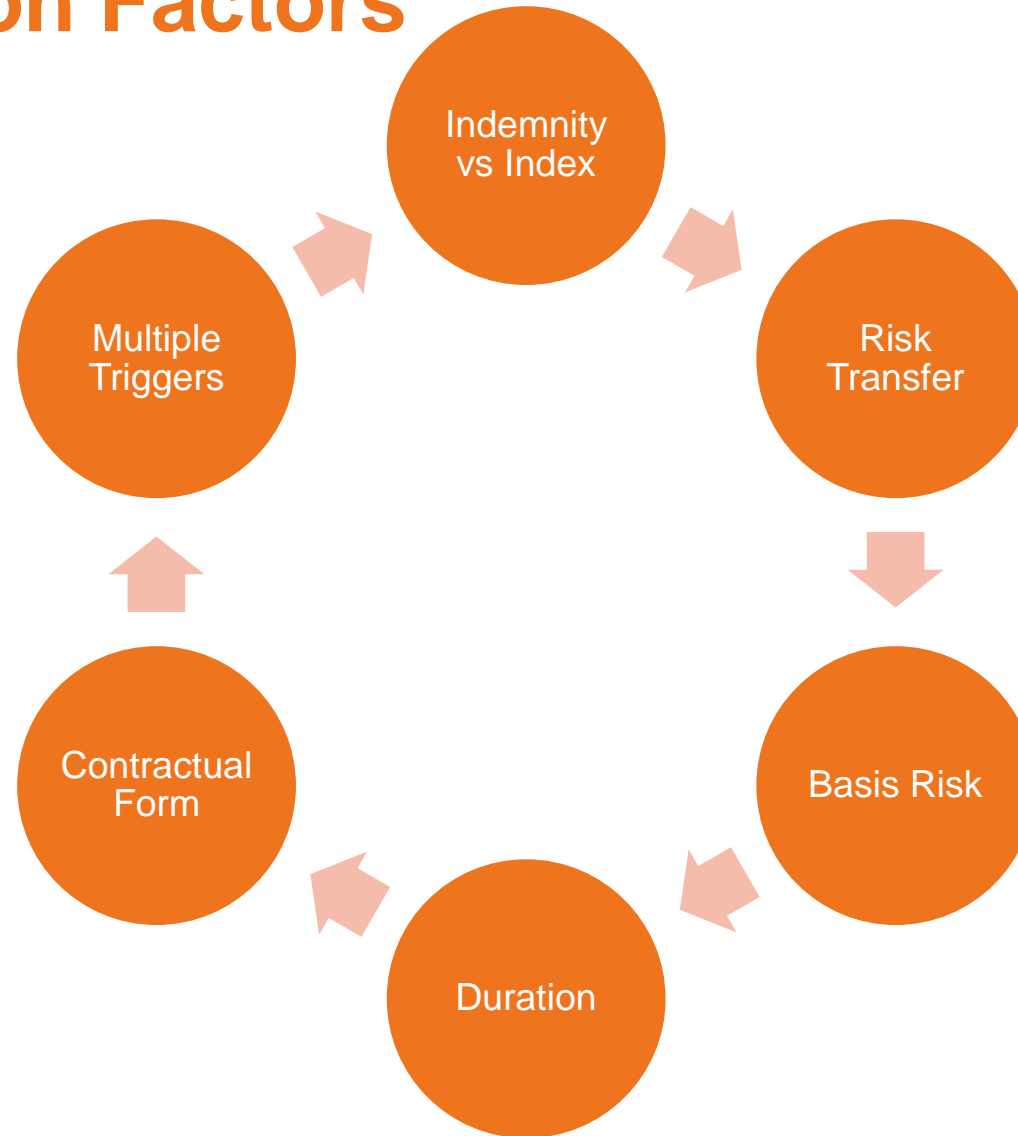 on Factors
Indemnity
vs Index
Risk
Transfer
Basis Risk
Duration
Contractual
Form
Multiple
Triggers